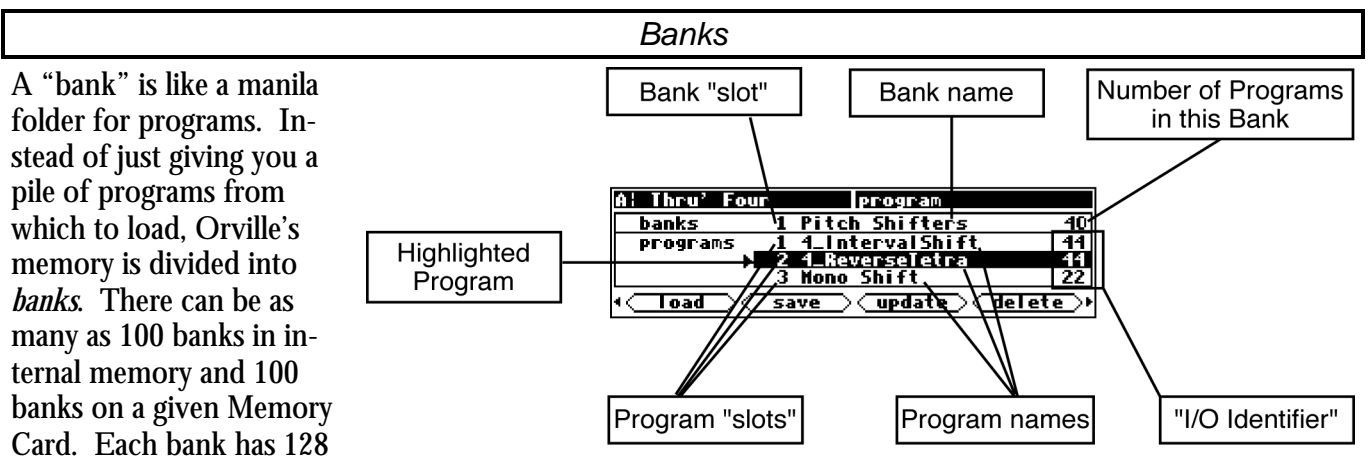 Banks
A “bank” is like a manila
folder for programs. In-
stead of just giving you a
pile of programs from
which to load, Orville’s
memory is divided into
banks. There can be as
many as 100 banks in in-
ternal memory and 100
banks on a given Memory
Card. Each bank has 128
Bank "slot"
Bank name
Number of Programs
in this Bank
Highlighted
Program
A¦ Thru' Four program
banks 1 Pitch Shifters 40
programs 1 4_IntervalShift 44
2 4_ReverseTetra 44
3 Mono Shift 22
load save update delete
Program "slots"
Program names
"I/O Identifier"